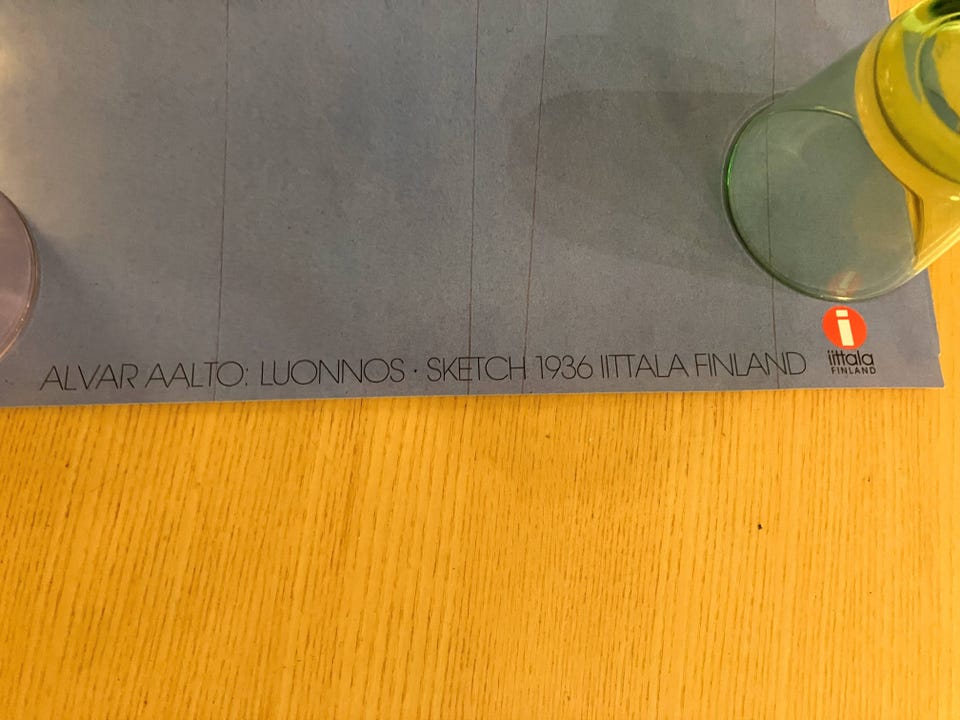 ALVAR AALTO: LUONNOS · SKETCH 1936 IITTALA FINLAND
i
iittala
FINLAND